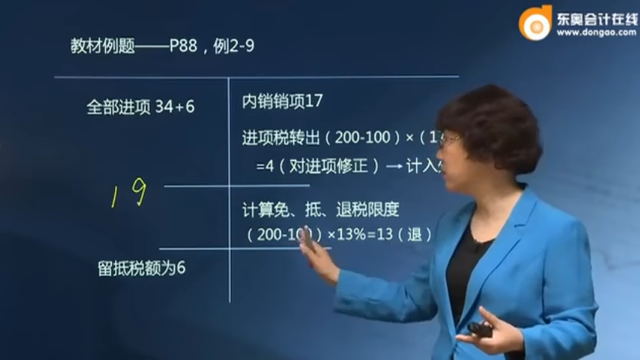 东奥会计在线
www.dongao.com
教材例题——P88，例2-9
全部进项 34+6
内销销项17
进项税转出（200-100）×（1
=4（对进项修正）→计入
19
计算免、抵、退税限度
（200-100）×13%=13（退）
留抵税额为6